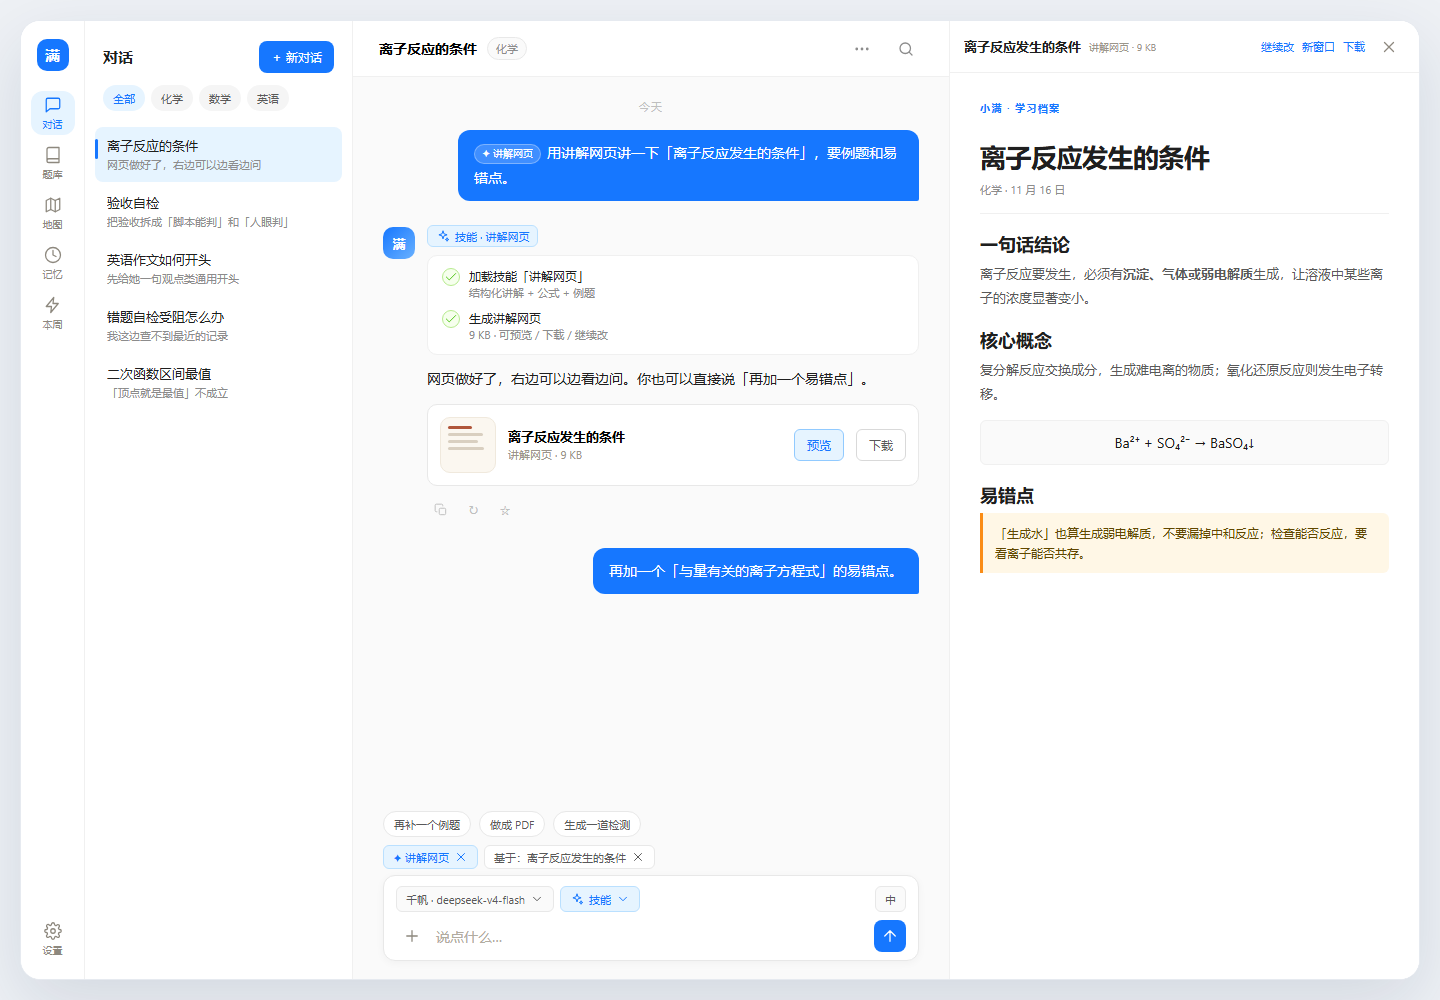 满
对话
题库
地图
记忆
本周
设置
对话
+ 新对话
全部
化学
数学
英语
离子反应的条件
网页做好了，右边可以边看边问
验收自检
把验收拆成「脚本能判」和「人眼判」
英语作文如何开头
先给她一句观点类通用开头
错题自检受阻怎么办
我这边查不到最近的记录
二次函数区间最值
「顶点就是最值」不成立
离子反应的条件
化学
今天
讲解网页 用讲解网页讲一下「离子反应发生的条件」，要例题和易
错点。
满
技能 · 讲解网页
加载技能「讲解网页」
结构化讲解 + 公式 + 例题
生成讲解网页
9 KB · 可预览 / 下载 / 继续改
网页做好了，右边可以边看边问。你也可以直接说「再加一个易错点」。
离子反应发生的条件
讲解网页 · 9 KB
预览
下载
再加一个「与量有关的离子方程式」的易错点。
再补一个例题
做成 PDF
生成一道检测
讲解网页
基于：离子反应发生的条件
千帆 · deepseek-v4-flash
技能
中
说点什么...
离子反应发生的条件
讲解网页 · 9 KB
继续改
新窗口
下载
小满 · 学习档案
离子反应发生的条件
化学 · 11 月 16 日
一句话结论
离子反应要发生，必须有沉淀、气体或弱电解质生成，让溶液中某些离
子的浓度显著变小。
核心概念
复分解反应交换成分，生成难电离的物质；氧化还原反应则发生电子转
移。
Ba²⁺ + SO₄²⁻ → BaSO₄↓
易错点
「生成水」也算生成弱电解质，不要漏掉中和反应；检查能否反应，要
看离子能否共存。